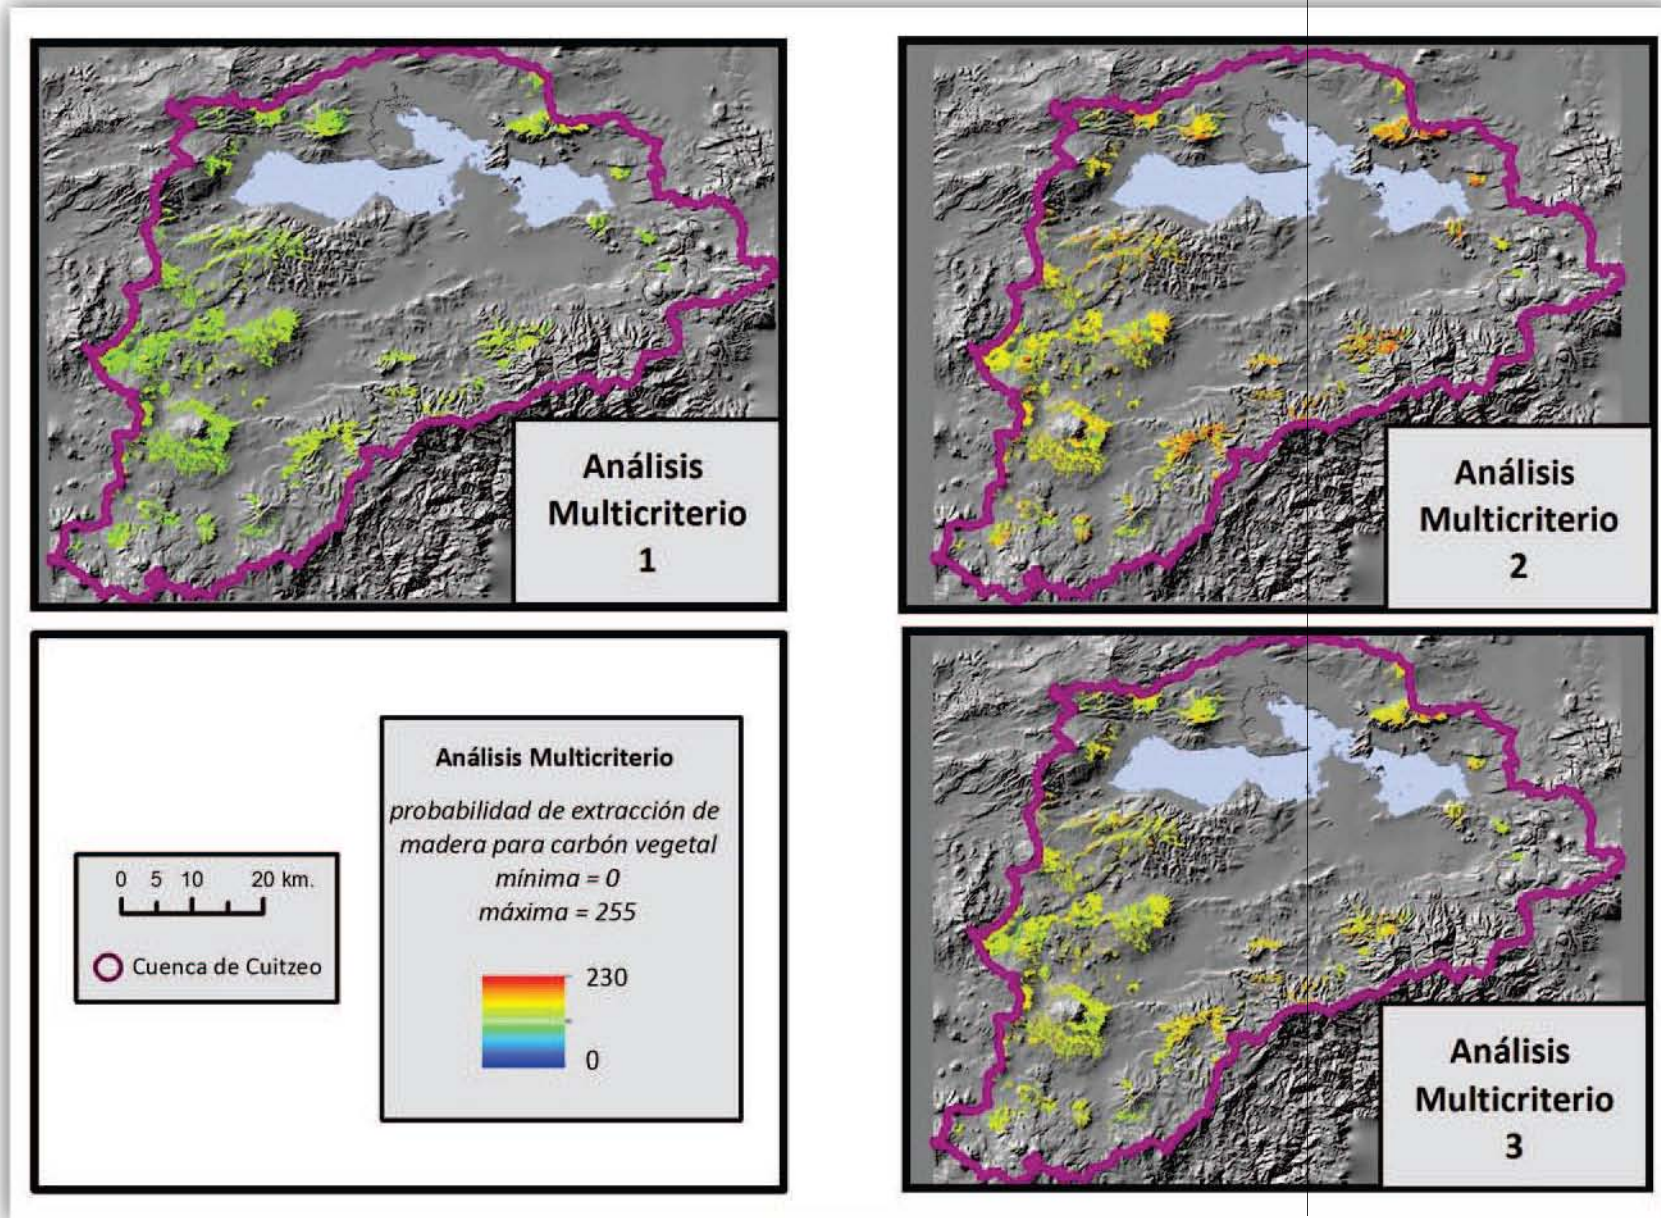 Análisis
Multicriterio
1
Análisis
Multicriterio
2
Análisis Multicriterio
probabilidad de extracción de
madera para carbón vegetal
mínima = 0
máxima = 255
230
0
0 5 10 20 km.
Cuenca de Cuitzeo
Análisis
Multicriterio
3